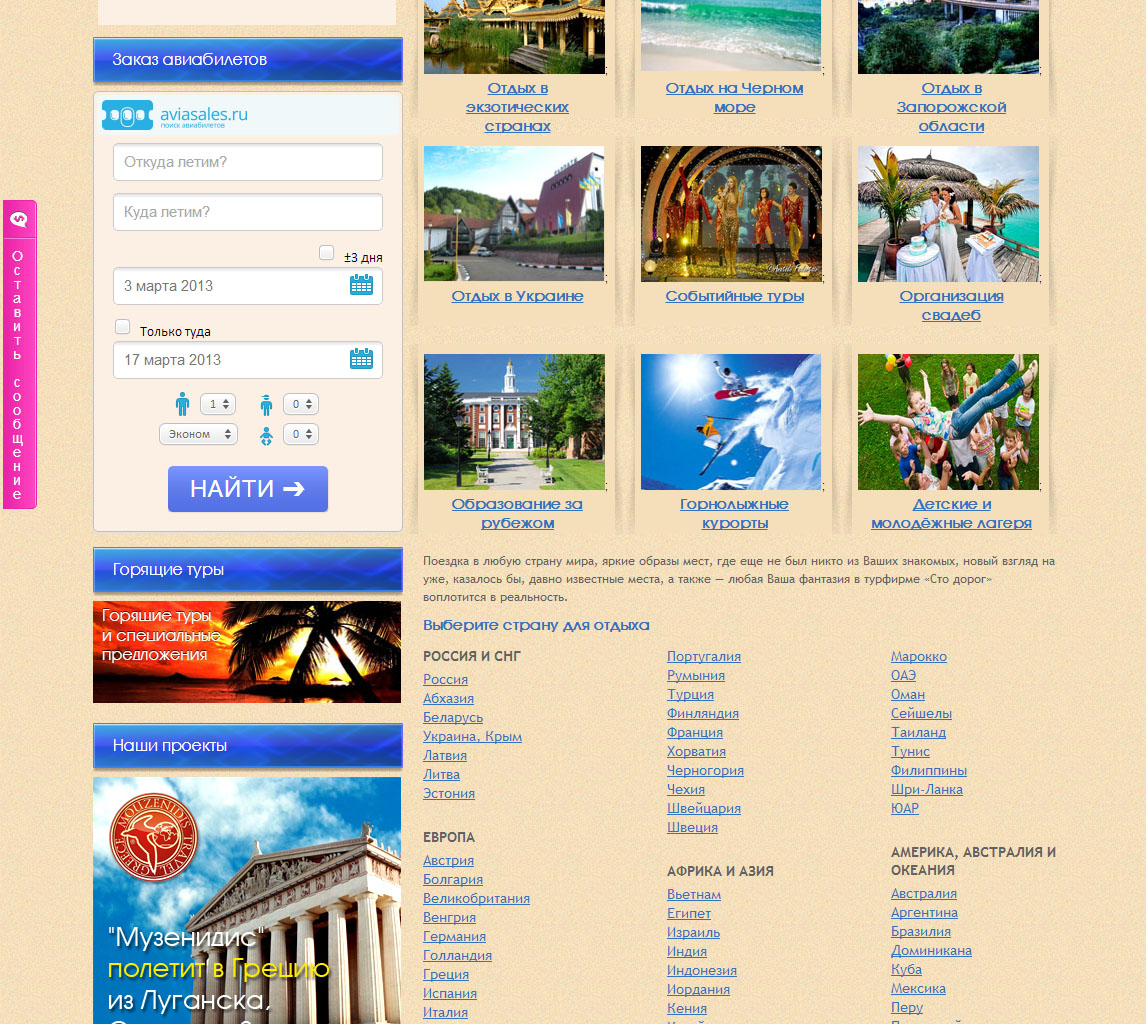 Заказ авиабилетов
aviasales.ru
поиск авиабилетов
Откуда летим?
Куда летим?
±3 дня
3 марта 2013
Только туда
17 марта 2013
1
0
Эконом
0
НАЙТИ ➔
Оставить сообщение
Горящие туры
Горящие туры
и специальные
предложения
Наши проекты
MOUZENIDIS TRAVEL GREECE
"Музенидис"
полетит в Грецию
из Луганска,
;
;
;
Отдых в
экзотических
странах
Отдых на Черном
море
Отдых в
Запорожской
области
;
;
;
Отдых в Украине
Событийные туры
Организация
свадеб
;
;
;
Образование за
рубежом
Горнолыжные
курорты
Детские и
молодёжные лагеря
Поездка в любую страну мира, яркие образы мест, где еще не был никто из Ваших знакомых, новый взгляд на
уже, казалось бы, давно известные места, а также — любая Ваша фантазия в турфирме «Сто дорог»
воплотится в реальность.
Выберите страну для отдыха
РОССИЯ И СНГ
Россия
Абхазия
Беларусь
Украина, Крым
Латвия
Литва
Эстония
ЕВРОПА
Австрия
Болгария
Великобритания
Венгрия
Германия
Голландия
Греция
Испания
Италия
Португалия
Румыния
Турция
Финляндия
Франция
Хорватия
Черногория
Чехия
Швейцария
Швеция
АФРИКА И АЗИЯ
Вьетнам
Египет
Израиль
Индия
Индонезия
Иордания
Кения
Марокко
ОАЭ
Оман
Сейшелы
Таиланд
Тунис
Филиппины
Шри-Ланка
ЮАР
АМЕРИКА, АВСТРАЛИЯ И
ОКЕАНИЯ
Австралия
Аргентина
Бразилия
Доминикана
Куба
Мексика
Перу